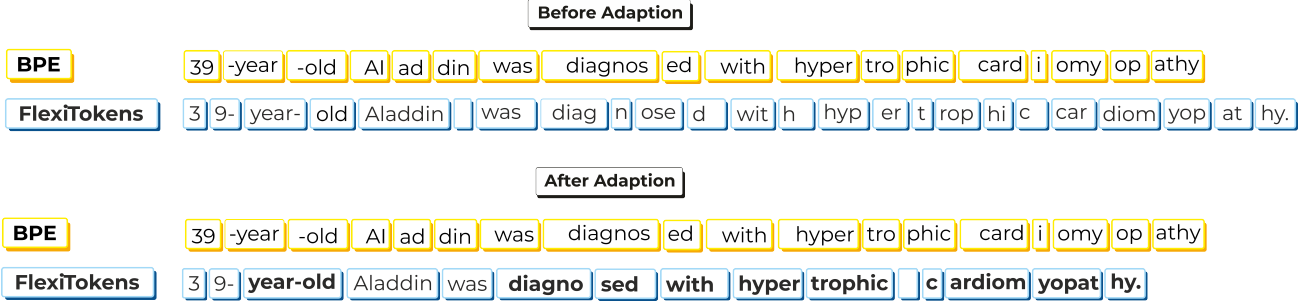 Before Adaption
BPE 39 -year -old Al ad din was diagnos ed with hyper tro phic card i omy op athy
FlexiTokens 3 9- year- old Aladdin was diag n ose d wit h hyp er t rop hi c car diom yop at hy.
After Adaption
BPE 39 -year -old Al ad din was diagnos ed with hyper tro phic card i omy op athy
FlexiTokens 3 9- year-old Aladdin was diagno sed with hyper trophic c ardiom yopat hy.